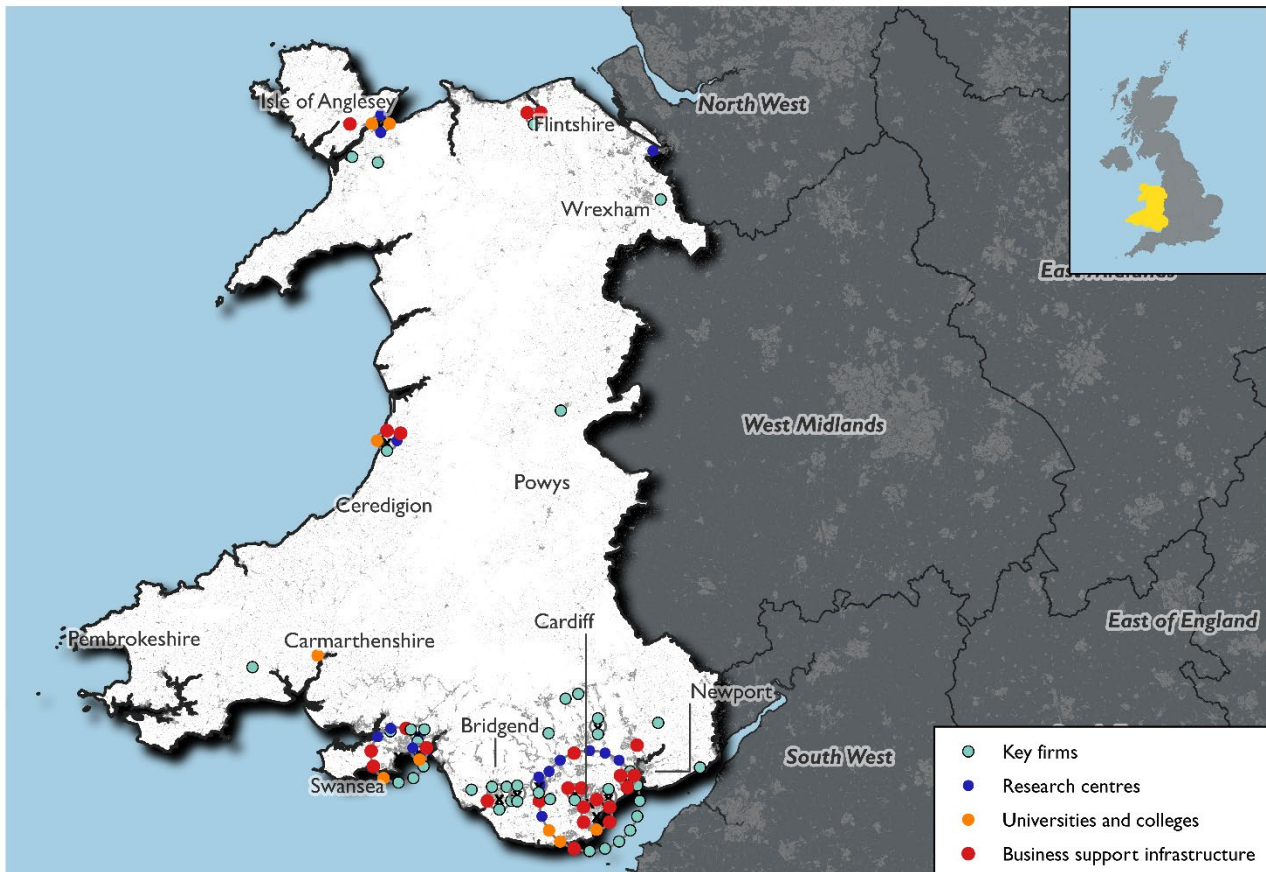 North West
Isle of Anglesey
Flintshire
Wrexham
East Midlands
West Midlands
Powys
Ceredigion
Cardiff
East of England
Pembrokeshire
Carmarthenshire
Newport
Bridgend
South West
Swansea
Key firms
Research centres
Universities and colleges
Business support infrastructure